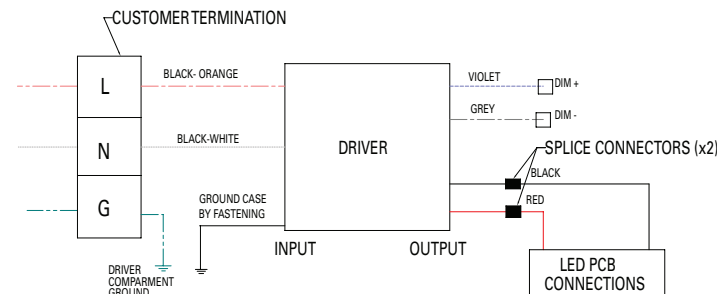 CUSTOMER TERMINATION
L
BLACK- ORANGE
VIOLET
DIM +
GREY
DIM -
N
BLACK-WHITE
DRIVER
SPLICE CONNECTORS (x2)
BLACK
G
GROUND CASE
BY FASTENING
RED
INPUT
OUTPUT
DRIVER
COMPARMENT
GROUND
LED PCB
CONNECTIONS